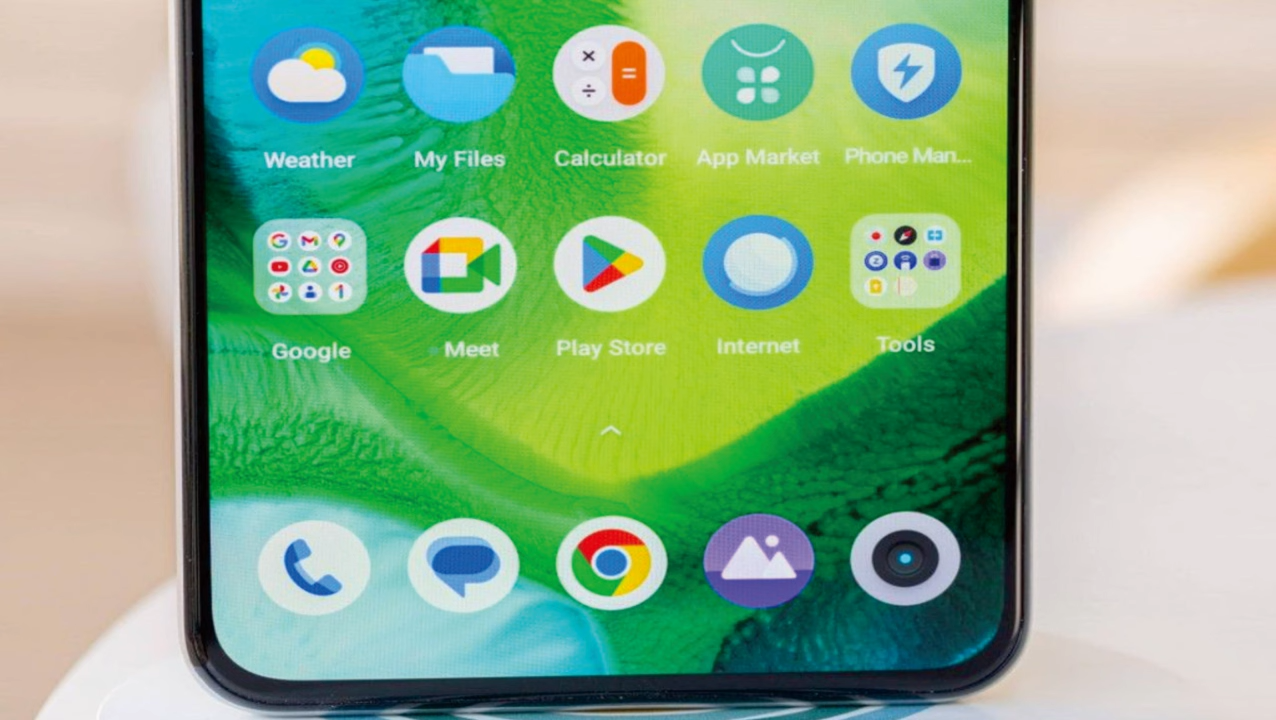 Weather
My Files
Calculator
App Market
Phone Man...
Google
Meet
Play Store
Internet
Tools